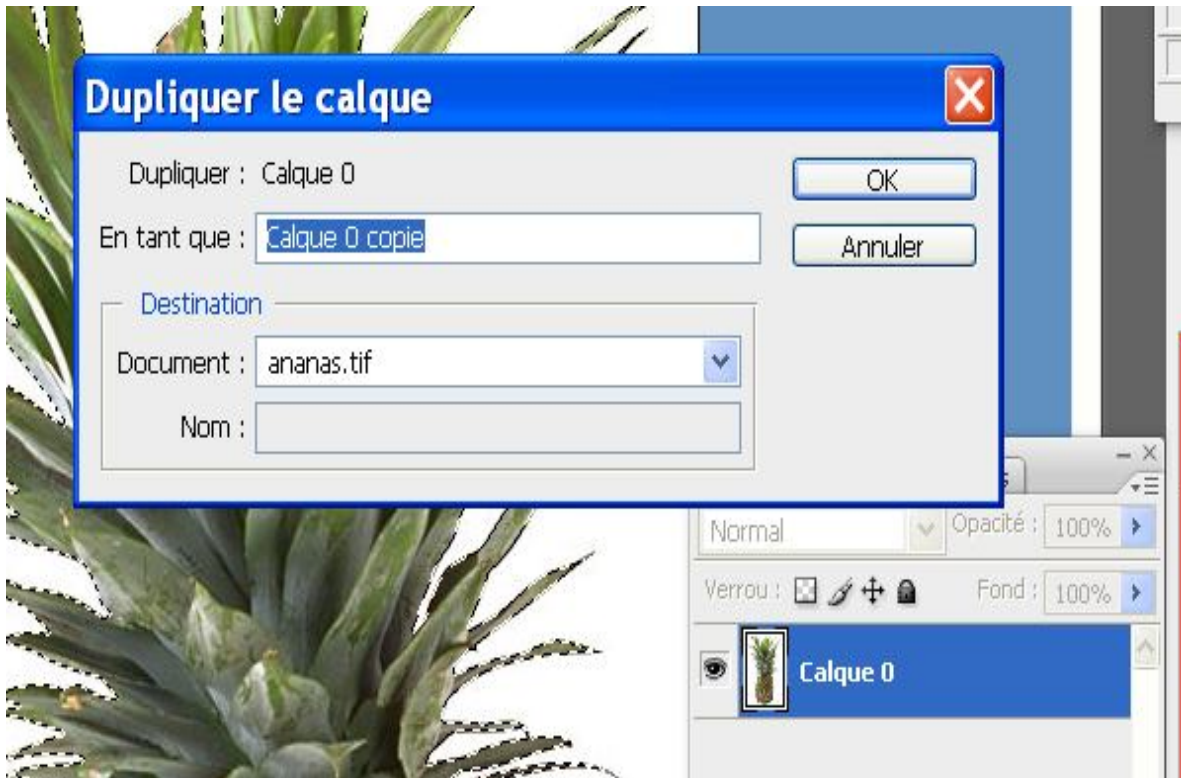 Dupliquer le calque
Dupliquer : Calque 0
OK
En tant que : Calque 0 copie
Annuler
Destination
Document : ananas.tif
Nom :
Normal
Opacité : 100%
Verrou :
Fond : 100%
Calque 0